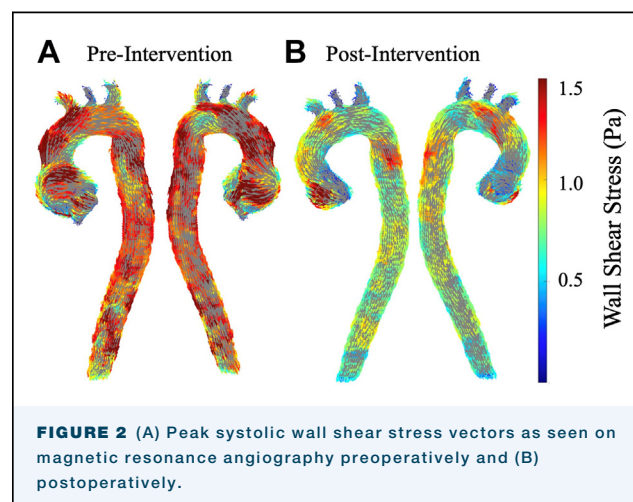 A Pre-Intervention
B Post-Intervention
1.5
1.0
0.5
Wall Shear Stress (Pa)
FIGURE 2 (A) Peak systolic wall shear stress vectors as seen on
magnetic resonance angiography preoperatively and (B)
postoperatively.